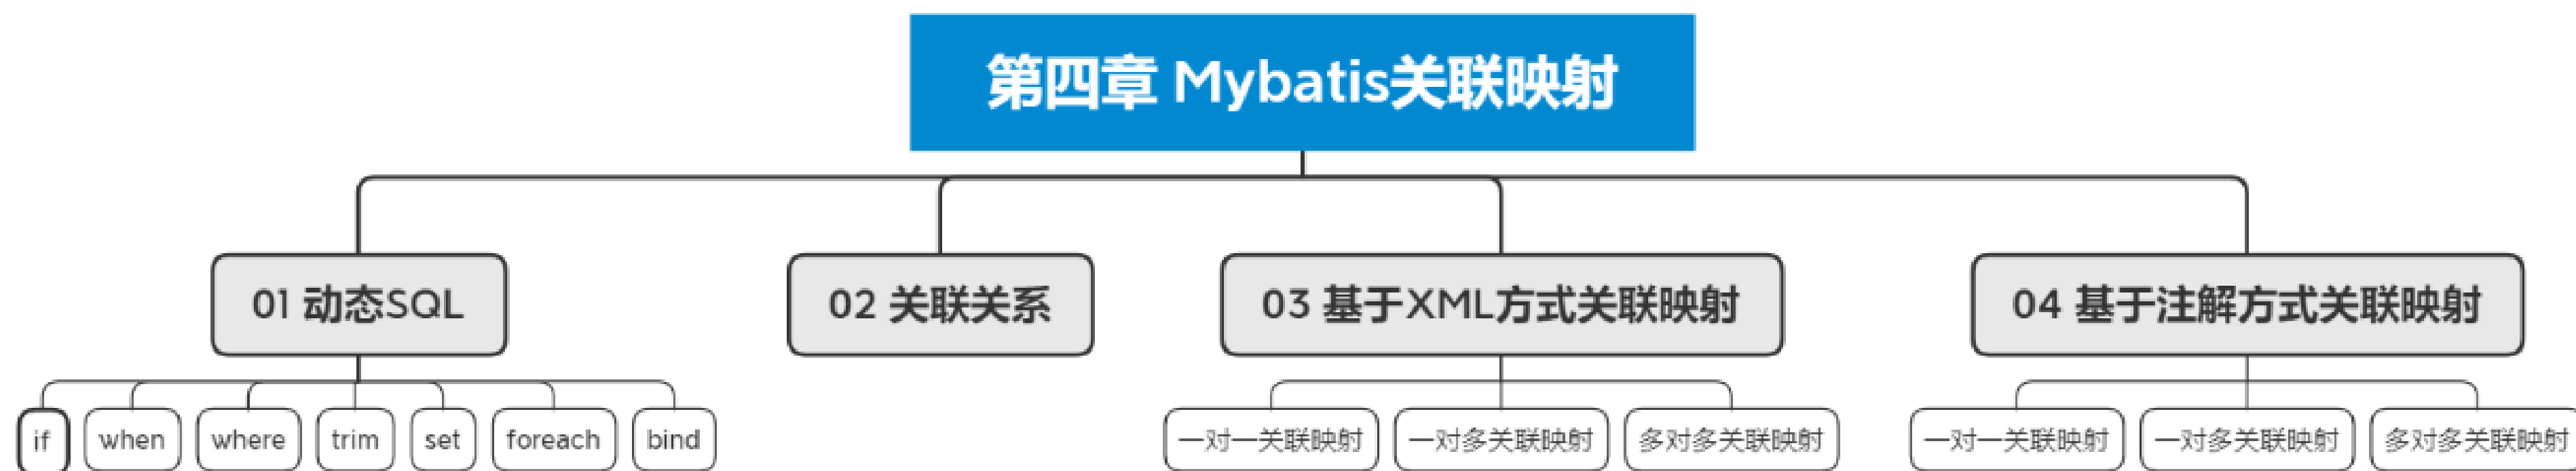 第四章 Mybatis关联映射
01 动态SQL
02 关联关系
03 基于XML方式关联映射
04 基于注解方式关联映射
if
when
where
trim
set
foreach
bind
一对一关联映射
一对多关联映射
多对多关联映射
一对一关联映射
一对多关联映射
多对多关联映射